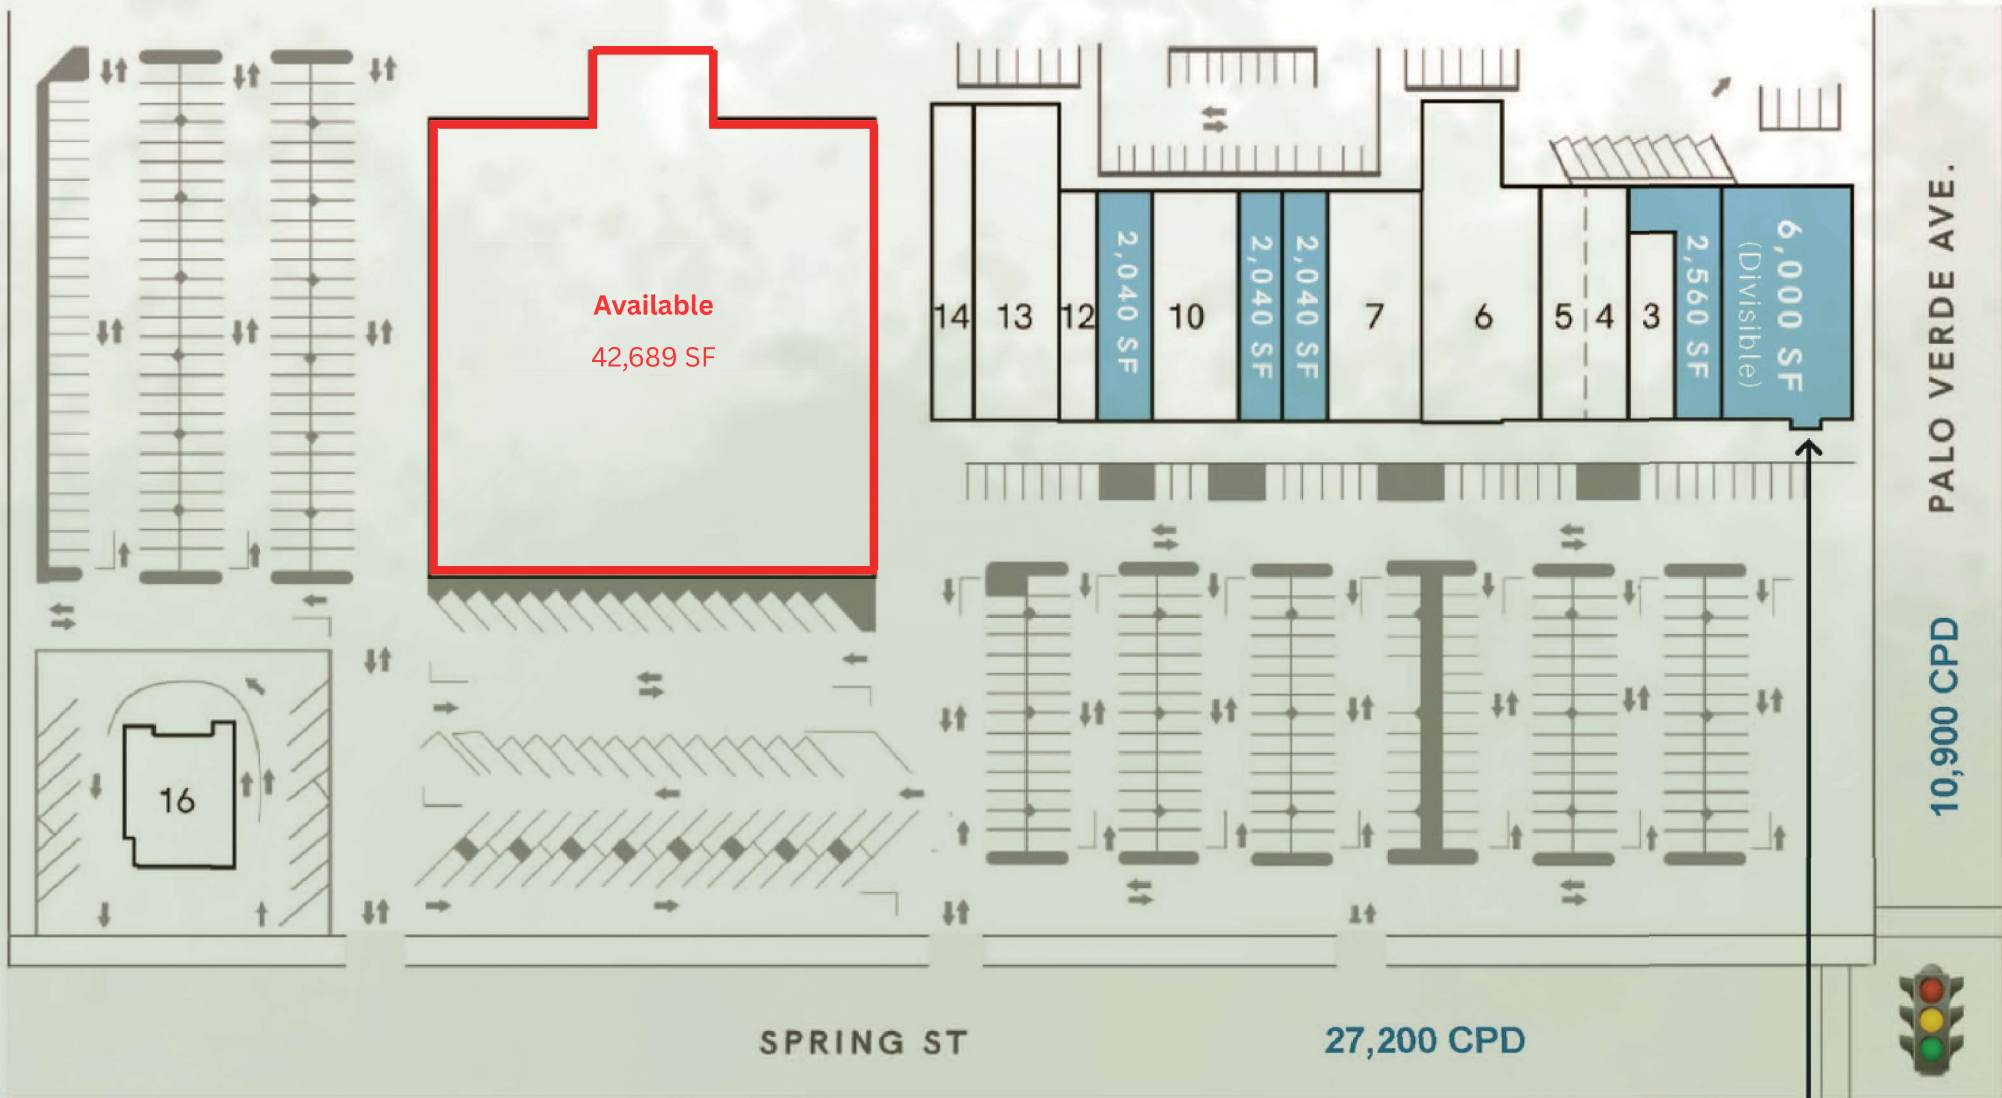 Available
42,689 SF
14
13
12
2,040 SF
10
2,040 SF
2,040 SF
7
6
5
4
3
2,560 SF
6,000 SF
(Divisible)
PALO VERDE AVE.
10,900 CPD
16
SPRING ST
27,200 CPD